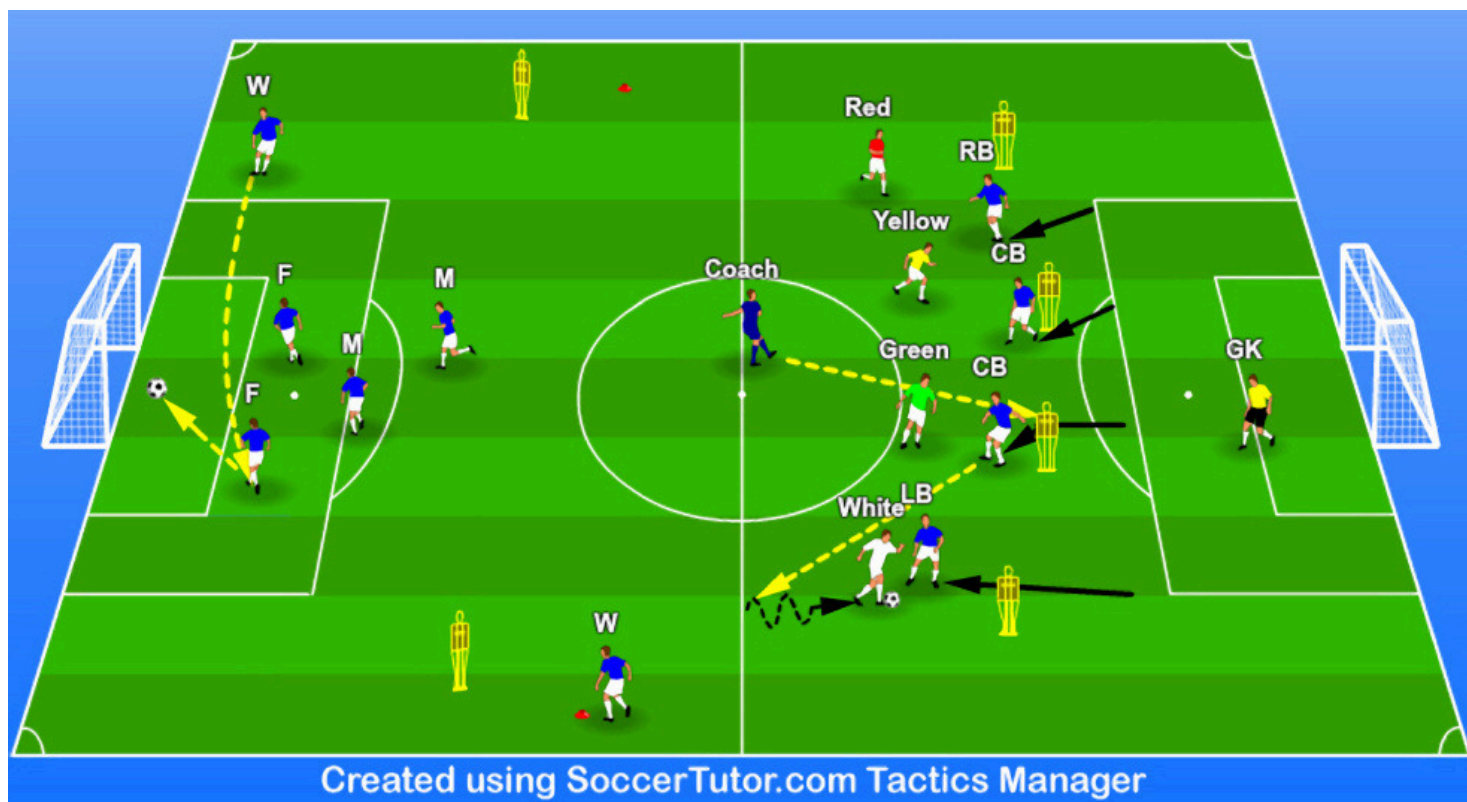 W
Red
RB
Yellow
CB
Coach
F
M
M
Green
CB
GK
F
White
LB
W
Created using SoccerTutor.com Tactics Manager